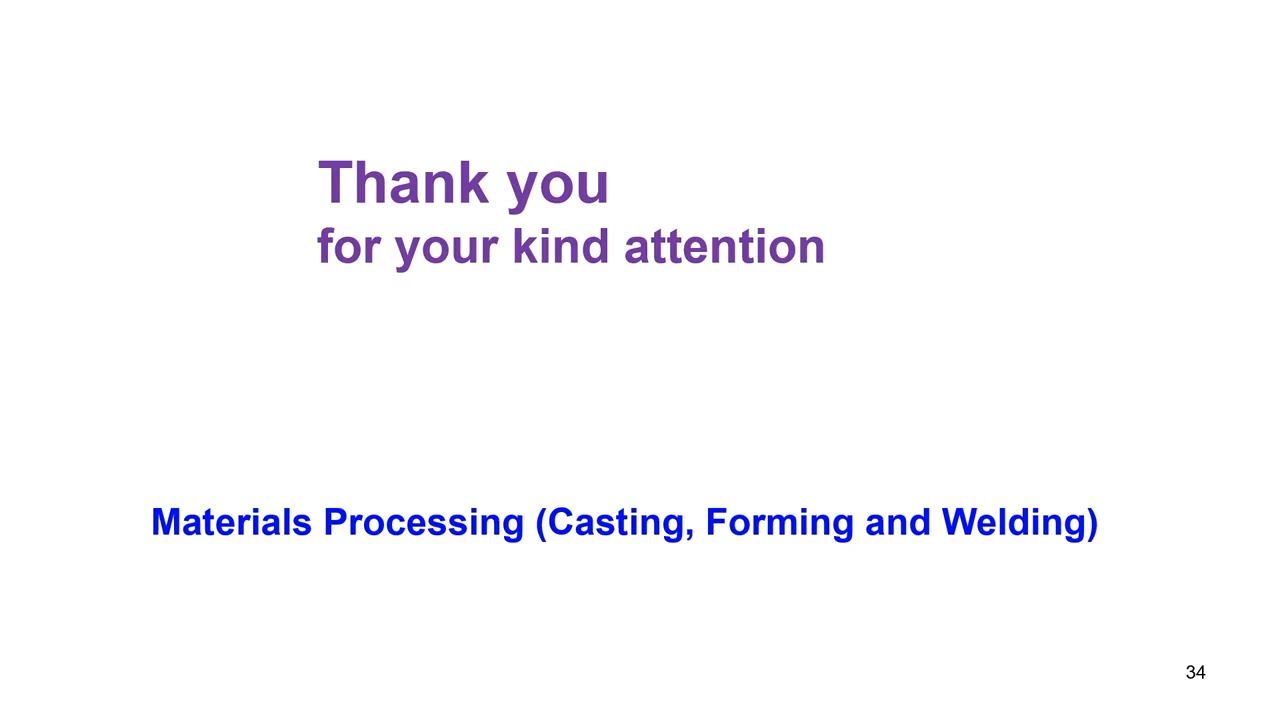 Thank you
for your kind attention
Materials Processing (Casting, Forming and Welding)
34